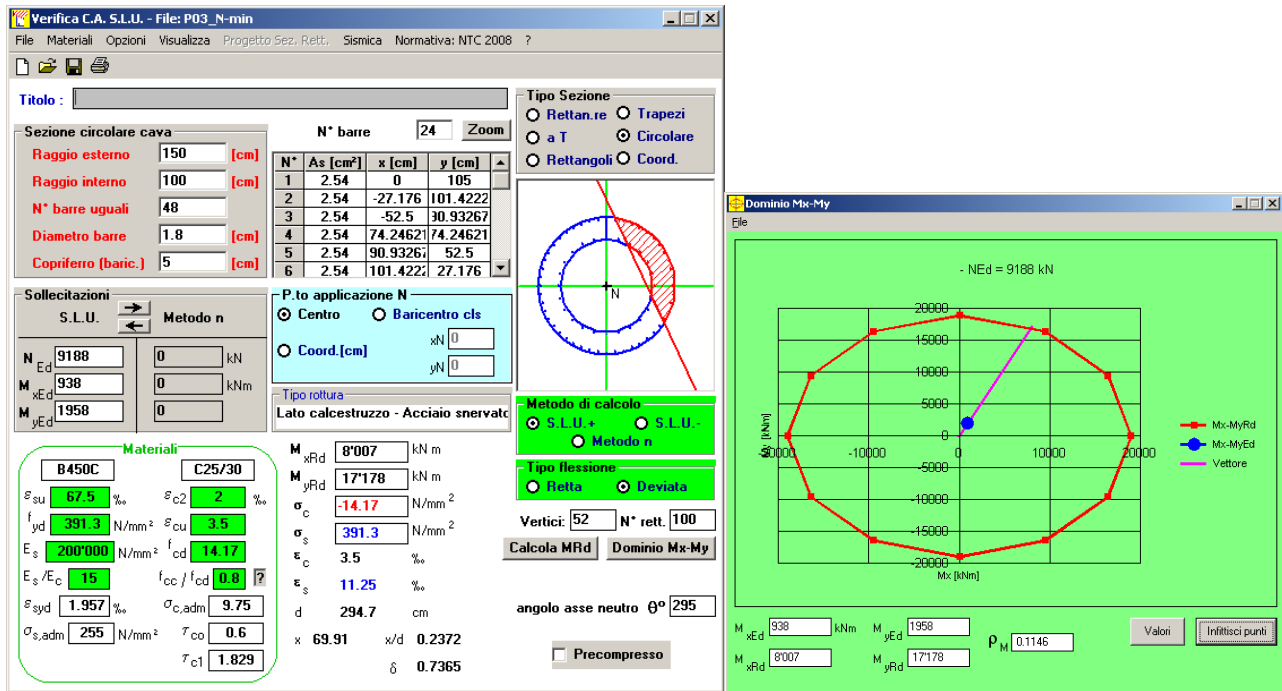 Verifica C.A. S.L.U. - File: P03_N-min
File Materiali Opzioni Visualizza Progetto Sez. Rett. Sismica Normativa: NTC 2008 ?
Titolo :
Tipo Sezione
Rettan.re Trapezi
a T Circolare
Rettangoli Coord.
Sezione circolare cava
Raggio esterno 150 [cm]
Raggio interno 100 [cm]
N° barre uguali 48
Diametro barre 1.8 [cm]
Copriferro (baric.) 5 [cm]
N° barre 24 Zoom
N° As [cm²] x [cm] y [cm]
1 2.54 0 105
2 2.54 -27.176 101.4222
3 2.54 -52.5 90.93267
4 2.54 74.24621 74.24621
5 2.54 90.93267 52.5
6 2.54 101.4222 27.176
N
Sollecitazioni
S.L.U. Metodo n
N Ed 9188 0 kN
M xEd 938 0 kNm
M yEd 1958 0
P.to applicazione N
Centro Baricentro cls
Coord.[cm] xN 0
yN 0
Tipo rottura
Lato calcestruzzo - Acciaio snervato
Metodo di calcolo
S.L.U.+ S.L.U.-
Metodo n
Tipo flessione
Retta Deviata
Vertici: 52 N° rett. 100
Calcola MRd Dominio Mx-My
angolo asse neutro θ° 295
Precompresso
Materiali
B450C C25/30
εsu 67.5 ‰ εc2 2 ‰
fyd 391.3 N/mm² εcu 3.5
Es 200'000 N/mm² fcd 14.17
Es/Ec 15 fcc / fcd 0.8 ?
εsyd 1.957 ‰ σc,adm 9.75
σs,adm 255 N/mm² τco 0.6
τc1 1.829
M xRd 8'007 kN m
M yRd 17'178 kN m
σc -14.17 N/mm²
σs 391.3 N/mm²
εc 3.5 ‰
εs 11.25 ‰
d 294.7 cm
x 69.91 x/d 0.2372
δ 0.7365
Dominio Mx-My
File
- NEd = 9188 kN
20000
15000
10000
5000
0
-5000
-10000
-15000
-20000
-20000 -10000 0 10000 20000
Mx [kNm]
Mx-MyRd
Mx-MyEd
Vettore
M xEd 938 kNm M yEd 1958
M xRd 8'007 M yRd 17'178
ρM 0.1146
Valori Infittisci punti